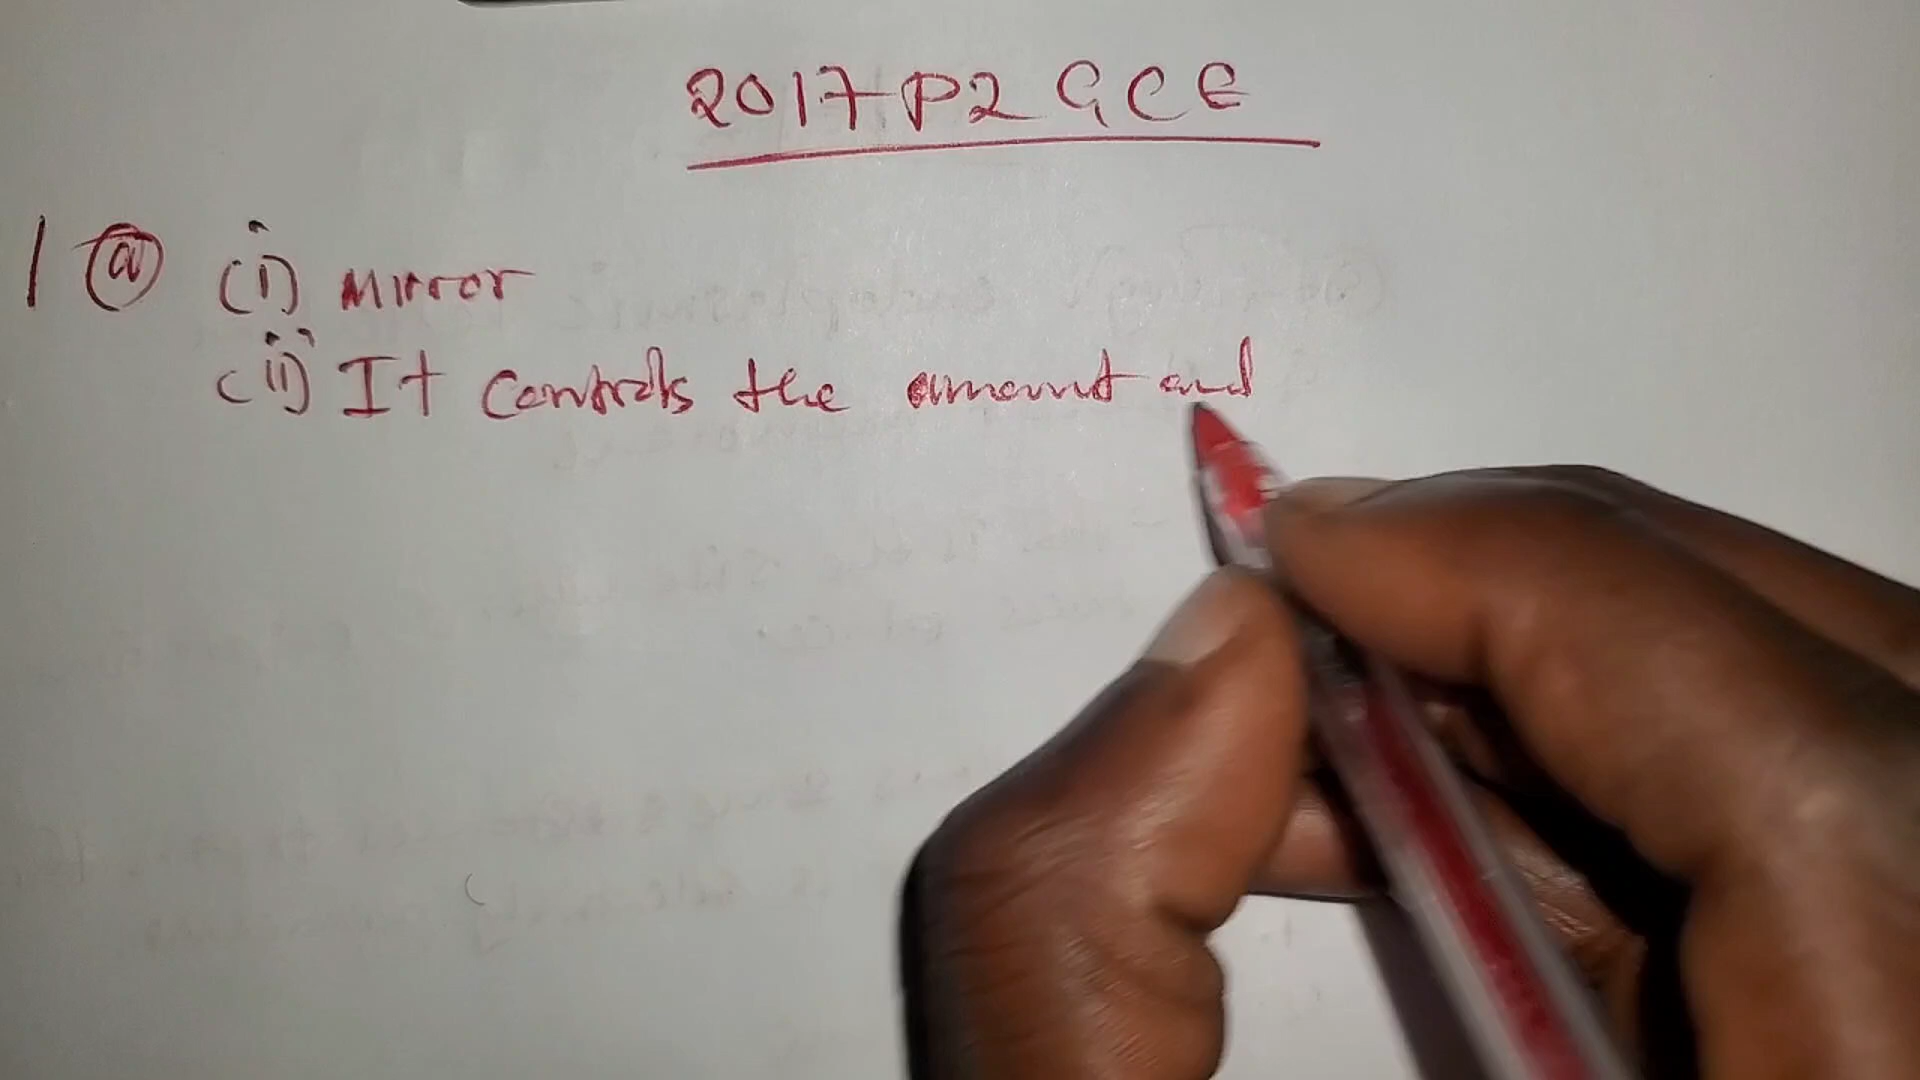 2017 P2 GCE
1 (a) (i) Mirror
(ii) It controls the amount and